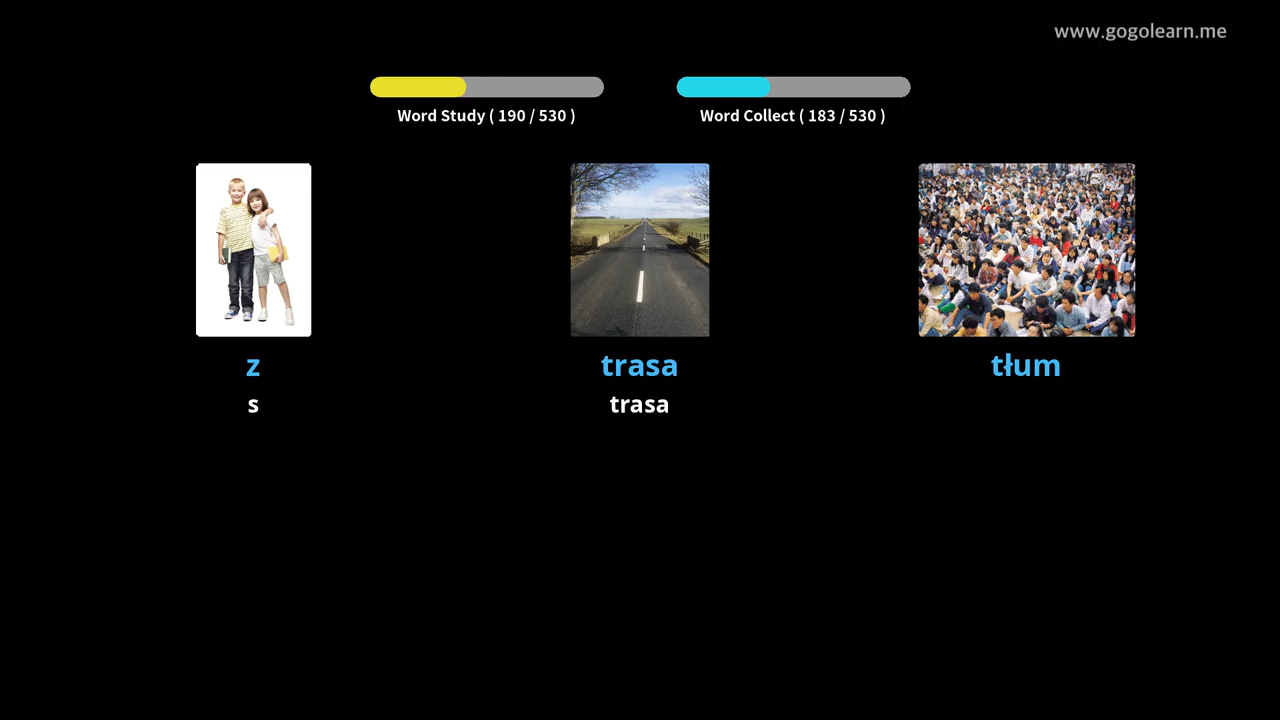 www.gogolearn.me
Word Study ( 190 / 530 )
Word Collect ( 183 / 530 )
z
trasa
tłum
s
trasa